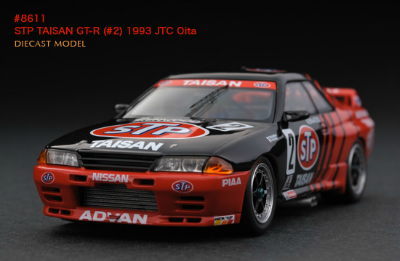 #8611
STP TAISAN GT-R (#2) 1993 JTC Oita
DIECAST MODEL
TAISAN
STP
STP
2
TAISAN
NISSAN
STP
PIAA
STP
ADVAN